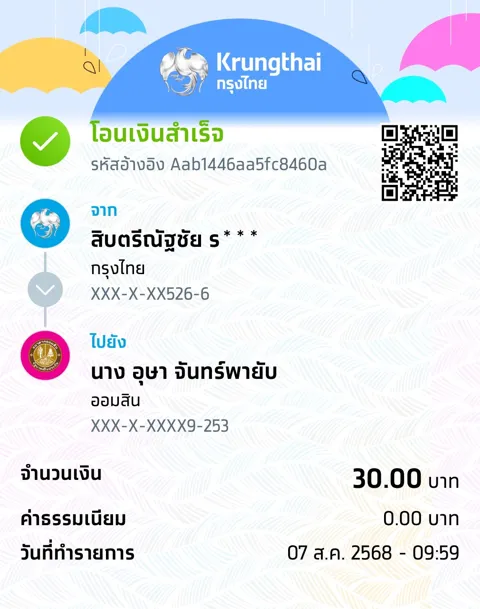 Krungthai
กรุงไทย
โอนเงินสำเร็จ
รหัสอ้างอิง Aab1446aa5fc8460a
จาก
สิบตรีณัฐชัย ร***
กรุงไทย
XXX-X-XX526-6
ไปยัง
นาง อุษา จันทร์พายับ
ออมสิน
XXX-X-XXXX9-253
จำนวนเงิน 30.00 บาท
ค่าธรรมเนียม 0.00 บาท
วันที่ทำรายการ 07 ส.ค. 2568 - 09:59